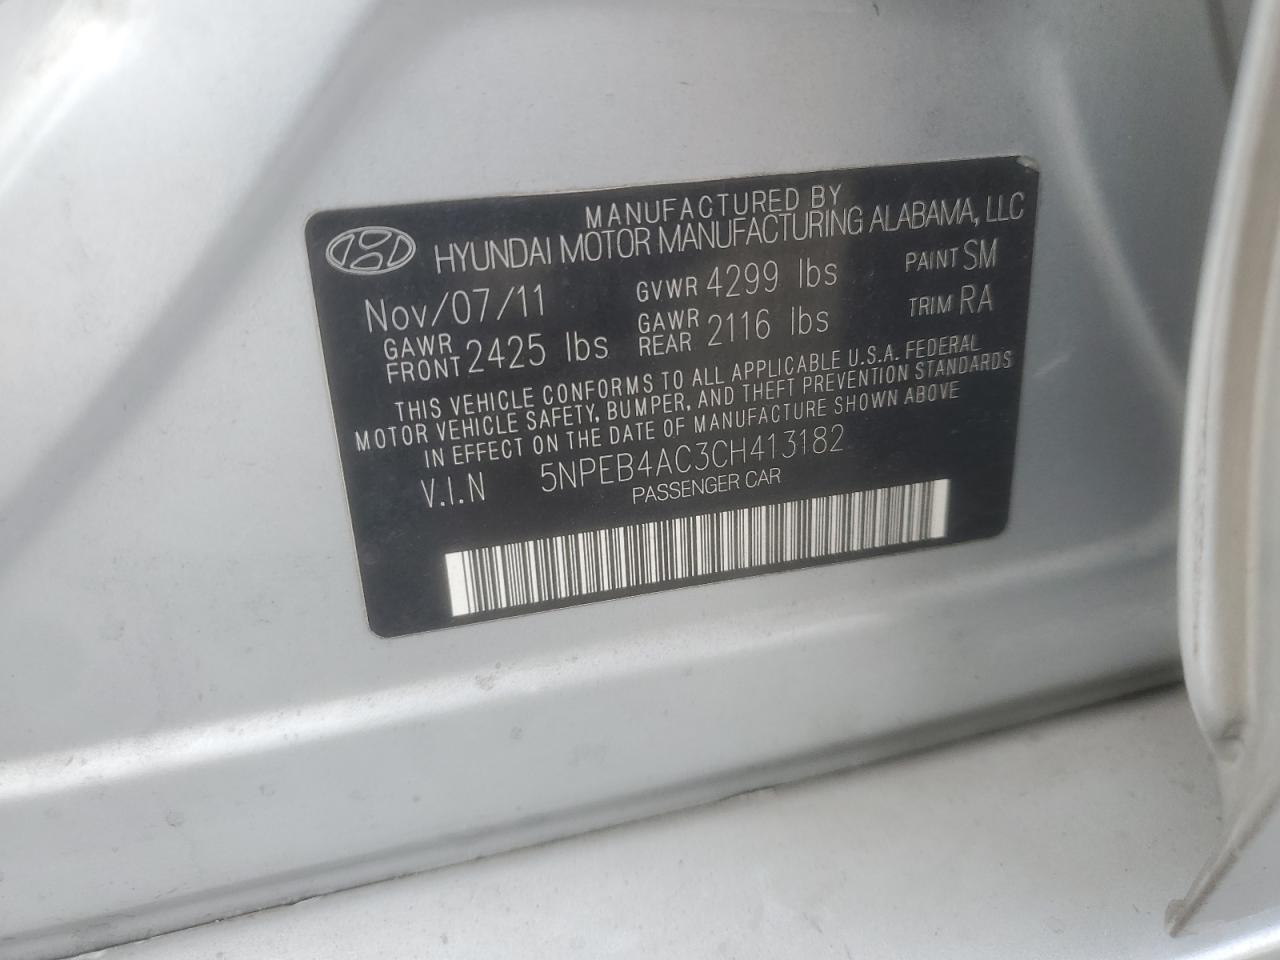 MANUFACTURED BY
HYUNDAI MOTOR MANUFACTURING ALABAMA, LLC
Nov/07/11 GVWR 4299 lbs PAINT SM
GAWR FRONT 2425 lbs GAWR REAR 2116 lbs TRIM RA
THIS VEHICLE CONFORMS TO ALL APPLICABLE U.S.A. FEDERAL
MOTOR VEHICLE SAFETY, BUMPER, AND THEFT PREVENTION STANDARDS
IN EFFECT ON THE DATE OF MANUFACTURE SHOWN ABOVE
V.I.N 5NPEB4AC3CH413182
PASSENGER CAR